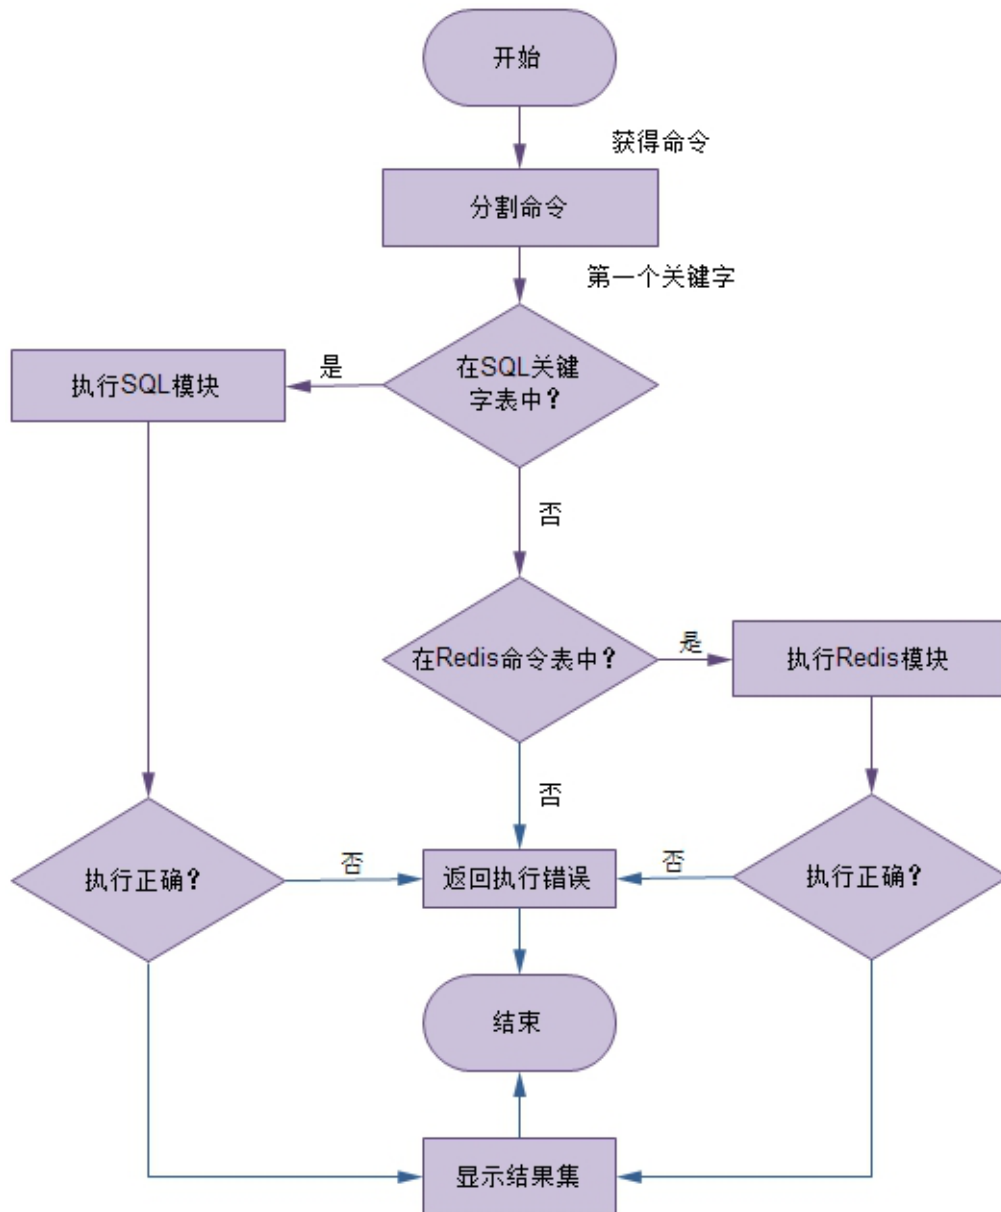 开始
获得命令
分割命令
第一个关键字
在SQL关键
字表中？
是
执行SQL模块
否
在Redis命令表中？
是
执行Redis模块
否
执行正确？
否
返回执行错误
否
执行正确？
结束
显示结果集